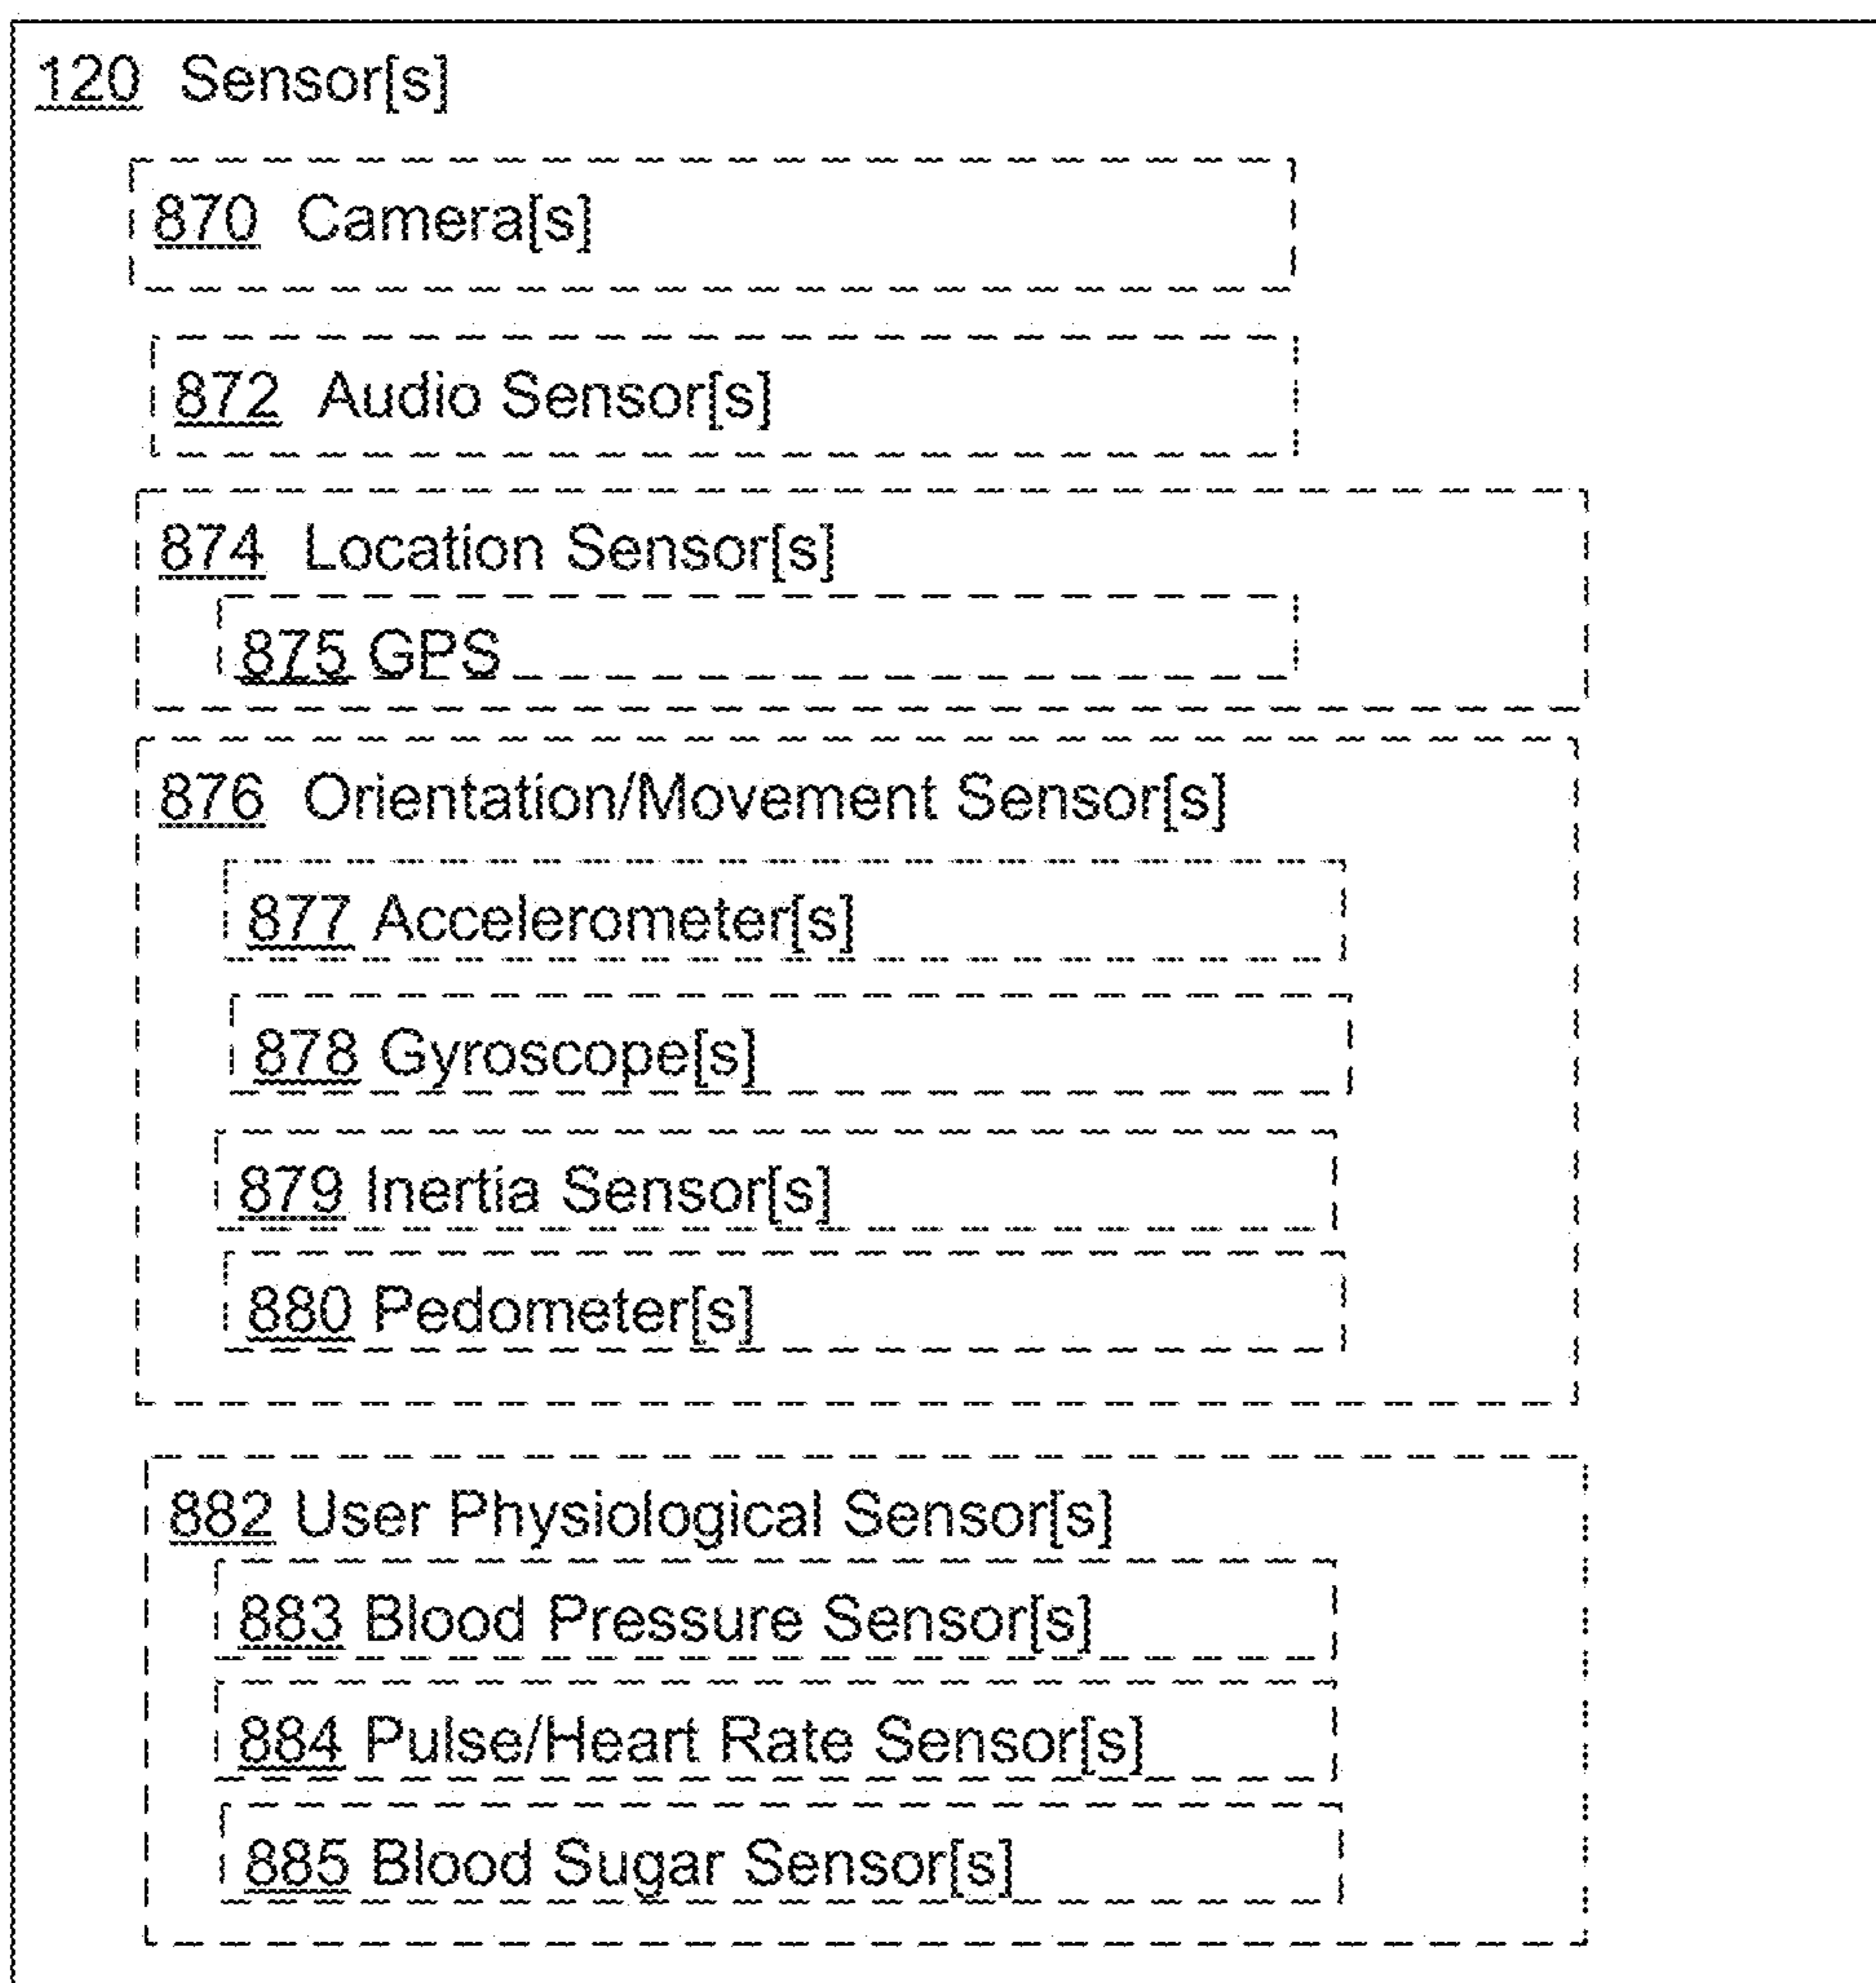 120 Sensor[s]
870 Camera[s]
872 Audio Sensor[s]
874 Location Sensor[s]
875 GPS
876 Orientation/Movement Sensor[s]
877 Accelerometer[s]
878 Gyroscope[s]
879 Inertia Sensor[s]
880 Pedometer[s]
882 User Physiological Sensor[s]
883 Blood Pressure Sensor[s]
884 Pulse/Heart Rate Sensor[s]
885 Blood Sugar Sensor[s]